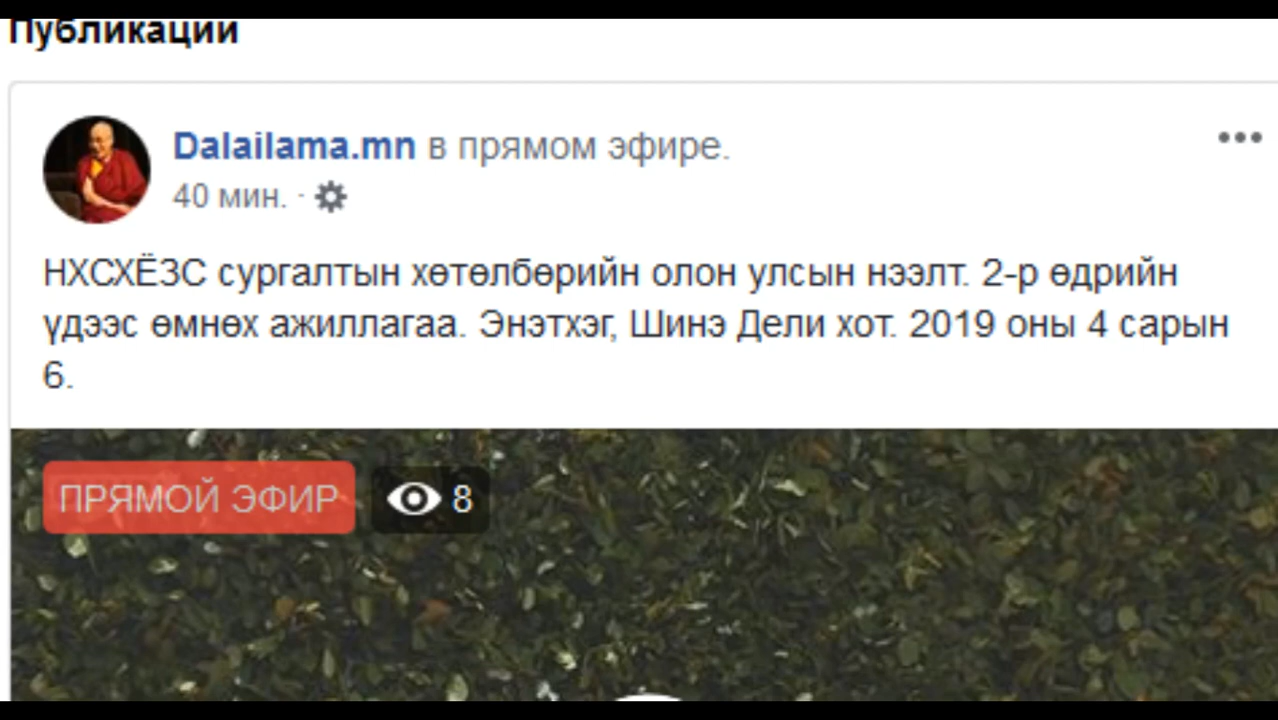 Публикации
Dalailama.mn в прямом эфире.
40 мин. ·
НХСХЁЗС сургалтын хөтөлбөрийн олон улсын нээлт. 2-р өдрийн
үдээс өмнөх ажиллагаа. Энэтхэг, Шинэ Дели хот. 2019 оны 4 сарын
6.
ПРЯМОЙ ЭФИР 8